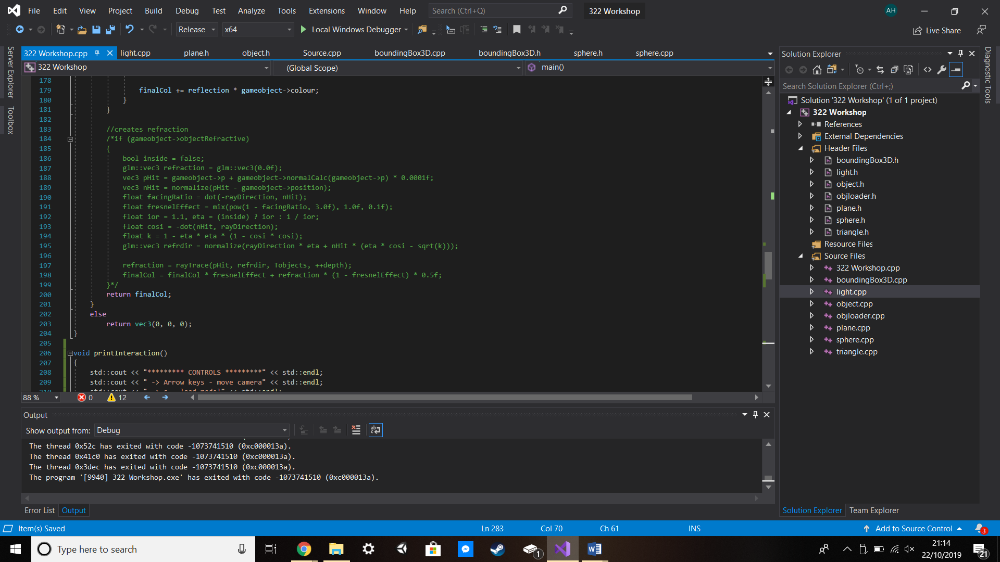 File Edit View Project Build Debug Test Analyze Tools Extensions Window Help Search (Ctrl+Q) 322 Workshop AH
Release x64 Local Windows Debugger Live Share
Server Explorer
Toolbox
322 Workshop.cpp light.cpp plane.h object.h Source.cpp boundingBox3D.cpp boundingBox3D.h sphere.h sphere.cpp
322 Workshop (Global Scope) main()
178
179 finalCol += reflection * gameobject->colour;
180 }
181 }
182
183 //creates refraction
184 /*if (gameobject->objectRefractive)
185 {
186 bool inside = false;
187 glm::vec3 refraction = glm::vec3(0.0f);
188 vec3 pHit = gameobject->p + gameobject->normalCalc(gameobject->p) * 0.0001f;
189 vec3 nHit = normalize(pHit - gameobject->position);
190 float facingRatio = dot(-rayDirection, nHit);
191 float fresnelEffect = mix(pow(1 - facingRatio, 3.0f), 1.0f, 0.1f);
192 float ior = 1.1, eta = (inside) ? ior : 1 / ior;
193 float cosi = -dot(nHit, rayDirection);
194 float k = 1 - eta * eta * (1 - cosi * cosi);
195 glm::vec3 refrdir = normalize(rayDirection * eta + nHit * (eta * cosi - sqrt(k)));
196
197 refraction = rayTrace(pHit, refrdir, Tobjects, ++depth);
198 finalCol = finalCol * fresnelEffect + refraction * (1 - fresnelEffect) * 0.5f;
199 }*/
200 return finalCol;
201 }
202 else
203 return vec3(0, 0, 0);
204 }
205
206 void printInteraction()
207 {
208 std::cout << "********* CONTROLS *********" << std::endl;
209 std::cout << " -> Arrow keys - move camera" << std::endl;
210 std::cout << " -> s - load model" << std::endl;
88 % 0 12
Output
Show output from: Debug
The thread 0x52c has exited with code -1073741510 (0xc000013a).
The thread 0x41c0 has exited with code -1073741510 (0xc000013a).
The thread 0x3dec has exited with code -1073741510 (0xc000013a).
The program '[9940] 322 Workshop.exe' has exited with code -1073741510 (0xc000013a).
Error List Output
Solution Explorer
Search Solution Explorer (Ctrl+;)
Solution '322 Workshop' (1 of 1 project)
322 Workshop
References
External Dependencies
Header Files
boundingBox3D.h
light.h
object.h
objloader.h
plane.h
sphere.h
triangle.h
Resource Files
Source Files
322 Workshop.cpp
boundingBox3D.cpp
light.cpp
object.cpp
objloader.cpp
plane.cpp
sphere.cpp
triangle.cpp
Solution Explorer Team Explorer
Diagnostic Tools
Item(s) Saved Ln 283 Col 70 Ch 61 INS Add to Source Control 3
Type here to search 1 21:14
22/10/2019 21